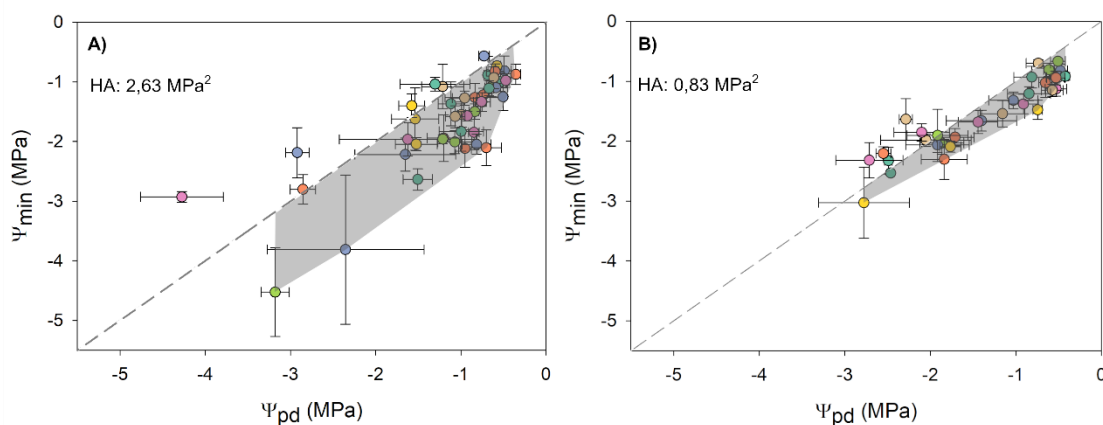 A)
HA: 2,63 MPa²
Ψmin (MPa)
0
-1
-2
-3
-4
-5
-5 -4 -3 -2 -1 0
Ψpd (MPa)
B)
HA: 0,83 MPa²
Ψmin (MPa)
0
-1
-2
-3
-4
-5
-5 -4 -3 -2 -1 0
Ψpd (MPa)